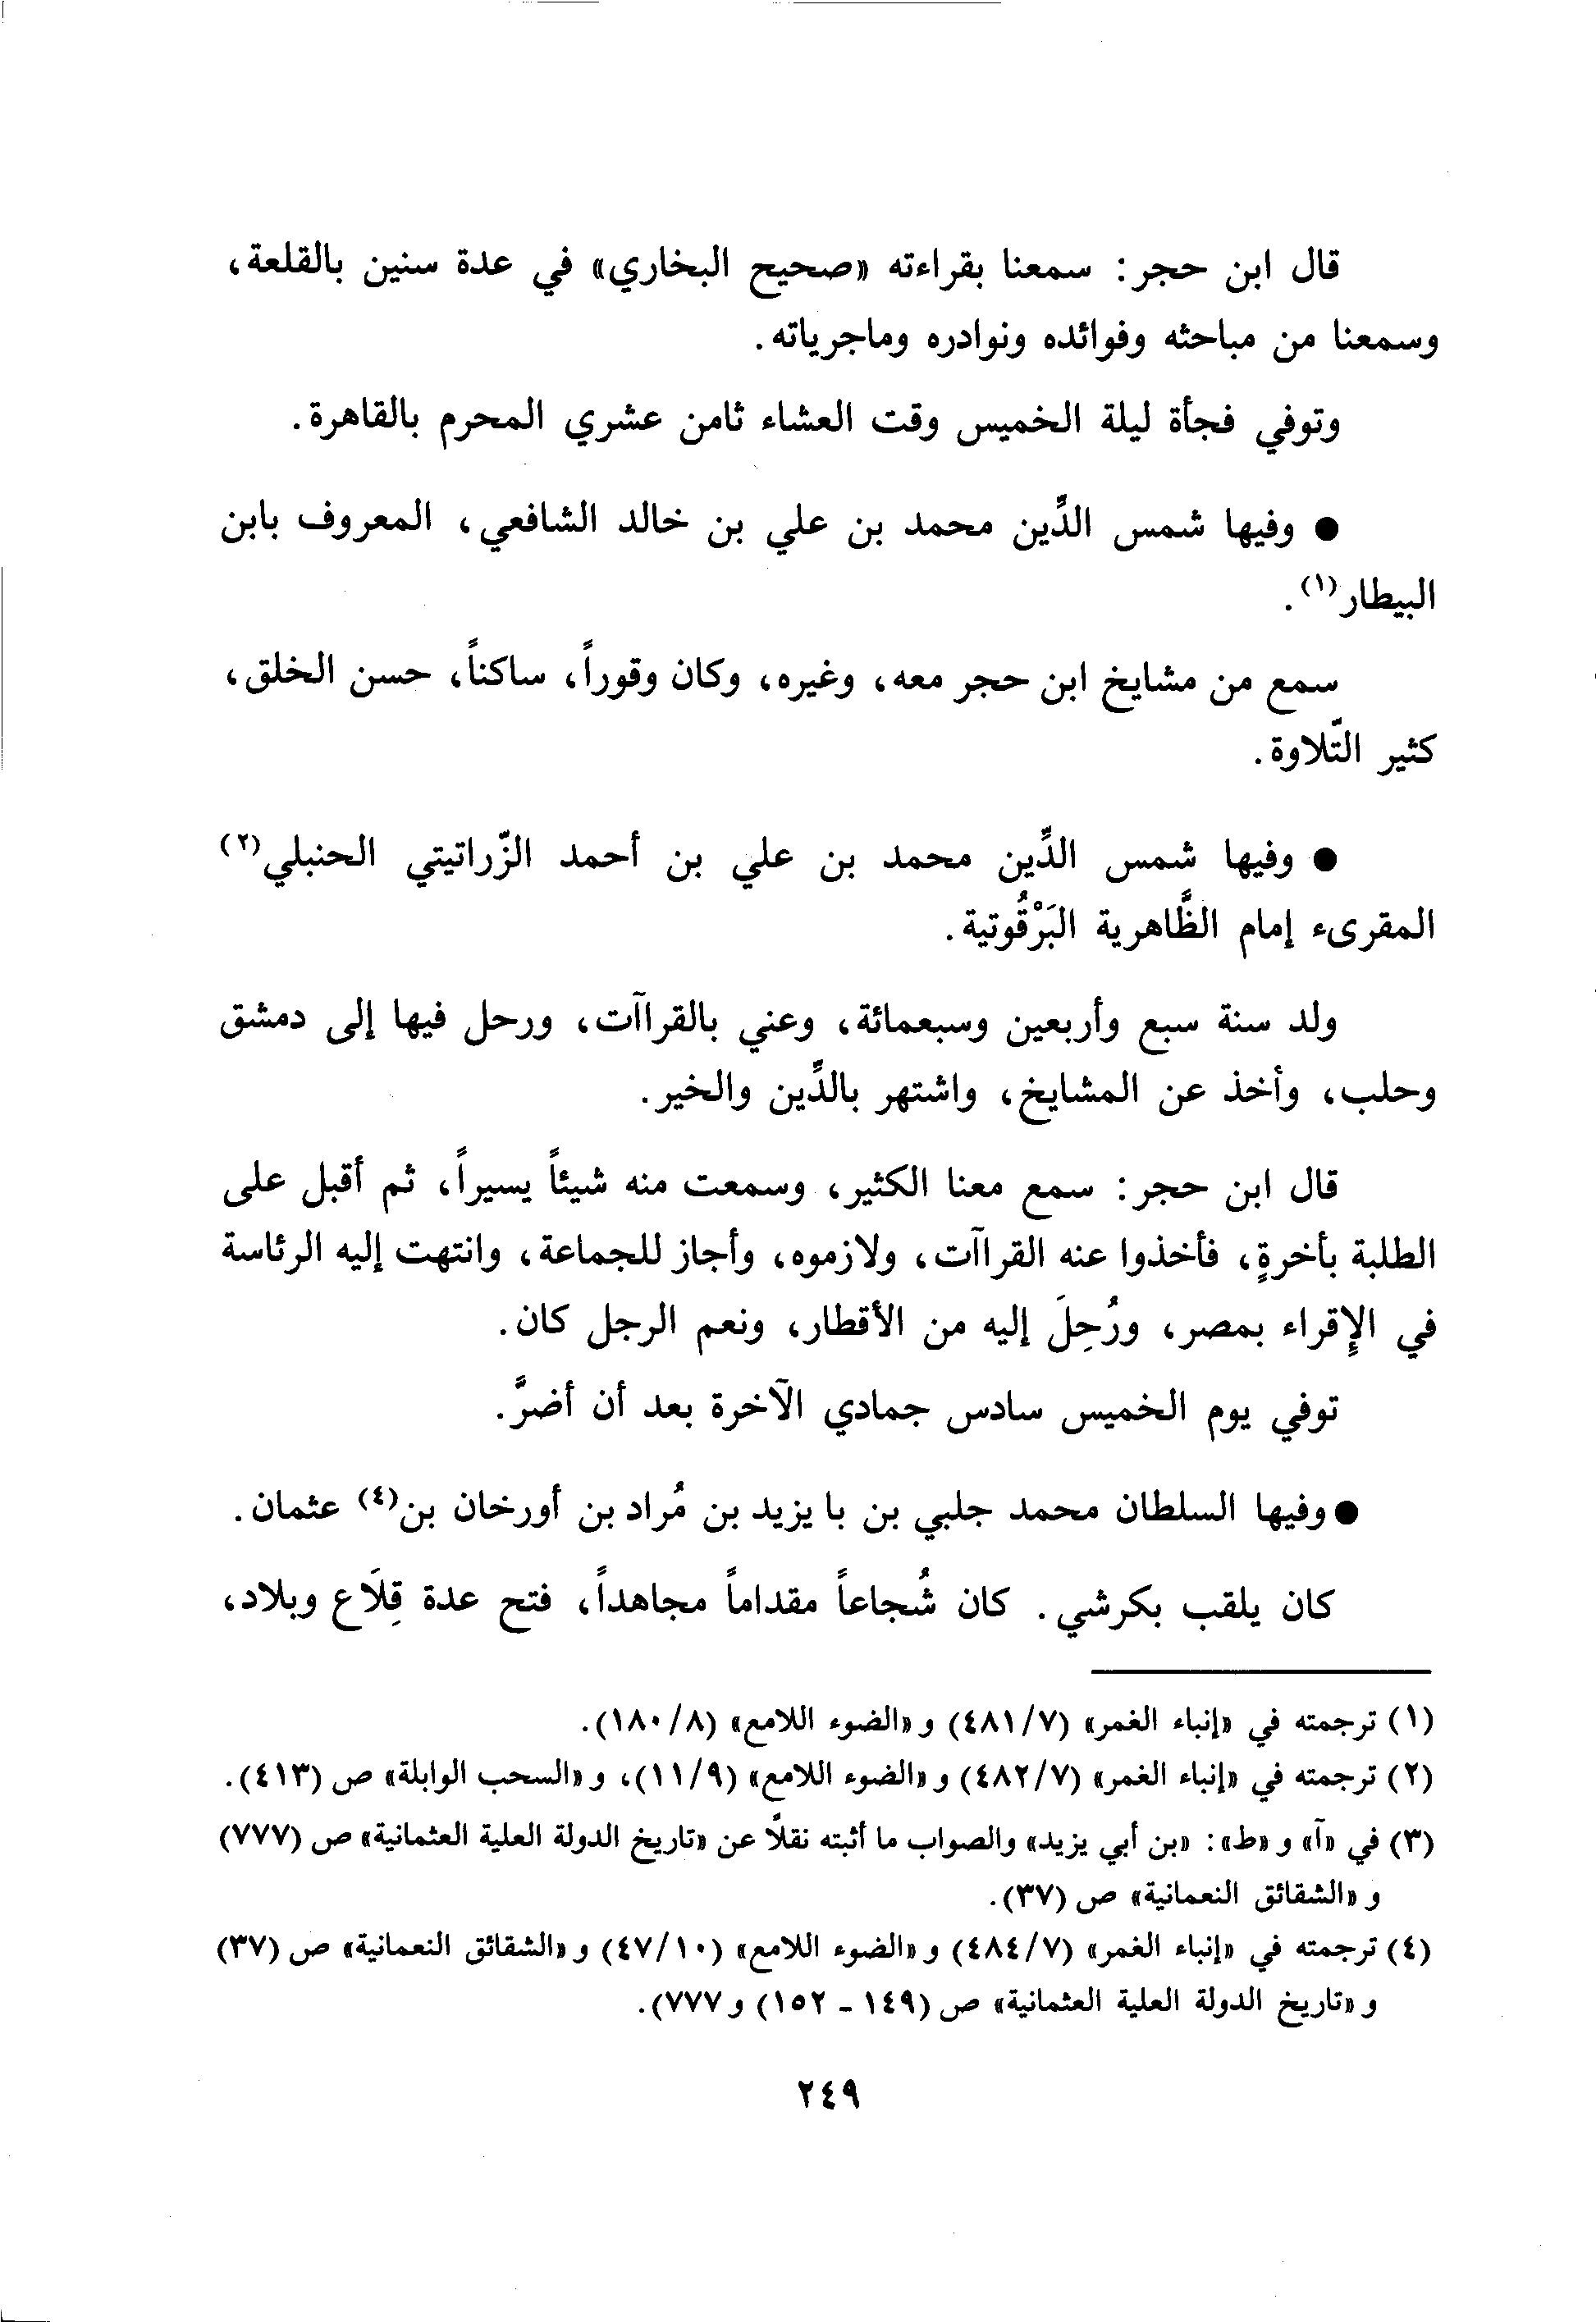 قال ابن حجر: سمعنا بقراءته «صحيح البخاري» في عدة سنين بالقلعة،
وسمعنا من مباحثه وفوائده ونوادره وماجرياته.
وتوفي فجأة ليلة الخميس وقت العشاء ثامن عشري المحرم بالقاهرة.
● وفيها شمس الدِّين محمد بن علي بن خالد الشافعي، المعروف بابن
البيطار(١).
سمع من مشايخ ابن حجر معه، وغيره، وكان وقوراً، ساكناً، حسن الخلق،
كثير التّلاوة.
● وفيها شمس الدِّين محمد بن علي بن أحمد الزّراتيتي الحنبلي(٢)
المقرىء إمام الظَّاهرية البَرْقُوتية.
ولد سنة سبع وأربعين وسبعمائة، وعني بالقراآت، ورحل فيها إلى دمشق
وحلب، وأخذ عن المشايخ، واشتهر بالدِّين والخير.
قال ابن حجر: سمع معنا الكثير، وسمعت منه شيئاً يسيراً، ثم أقبل على
الطلبة بأخرةٍ، فأخذوا عنه القراآت، ولازموه، وأجاز للجماعة، وانتهت إليه الرئاسة
في الإِقراء بمصر، ورُحِلَ إليه من الأقطار، ونعم الرجل كان.
توفي يوم الخميس سادس جمادي الآخرة بعد أن أضرَّ.
● وفيها السلطان محمد جلبي بن با يزيد بن مُراد بن أورخان بن(٤) عثمان.
كان يلقب بكرشي. كان شُجاعاً مقداماً مجاهداً، فتح عدة قِلَاع وبلاد،
(١) ترجمته في «إنباء الغمر» (٤٨١/٧) و «الضوء اللامع» (١٨٠/٨).
(٢) ترجمته في «إنباء الغمر» (٤٨٢/٧) و «الضوء اللامع» (١١/٩)، و «السحب الوابلة» ص (٤١٣).
(٣) في «آ» و «ط»: «بن أبي يزيد» والصواب ما أثبته نقلاً عن «تاريخ الدولة العلية العثمانية» ص (٧٧٧)
و «الشقائق النعمانية» ص (٣٧).
(٤) ترجمته في «إنباء الغمر» (٤٨٤/٧) و «الضوء اللامع» (٤٧/١٠) و «الشقائق النعمانية» ص (٣٧)
و «تاريخ الدولة العلية العثمانية» ص (١٤٩ - ١٥٢) و ٧٧٧).
٢٤٩